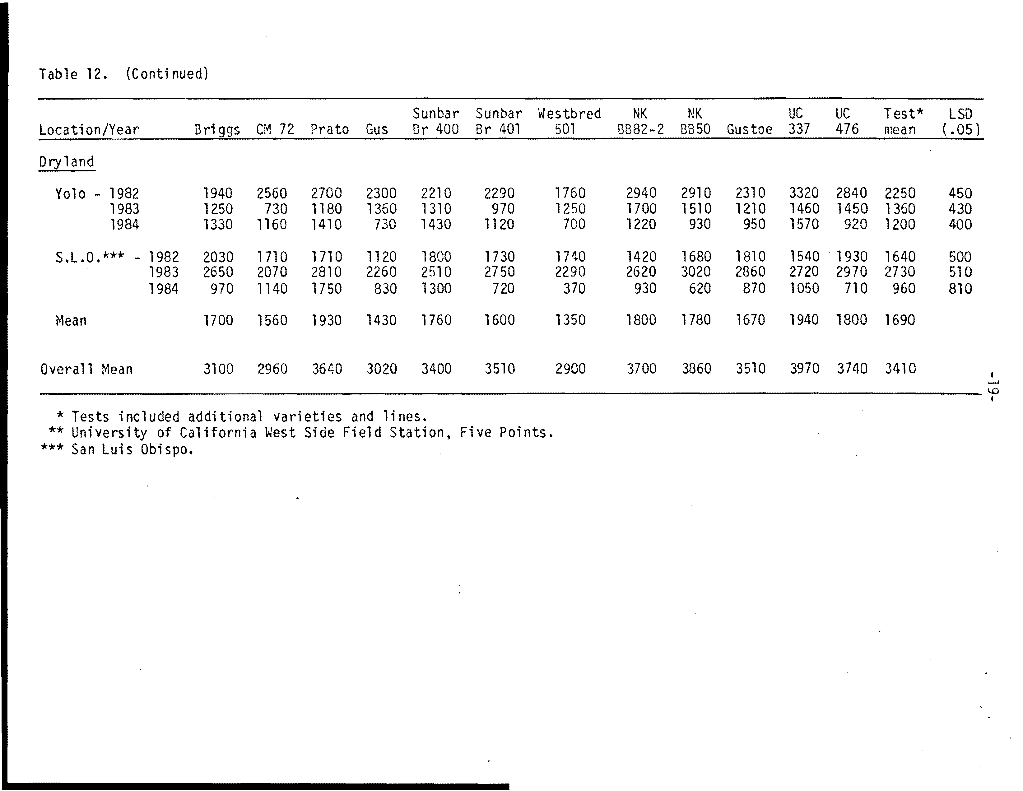 Table 12. (Continued)
Sunbar Sunbar Westbred NK NK UC UC Test* LSD
Location/Year Briggs CM 72 Prato Gus Br 400 Br 401 501 BB82-2 BB50 Gustoe 337 476 mean (.05)
Dryland
Yolo - 1982 1940 2560 2700 2300 2210 2290 1760 2940 2910 2310 3320 2840 2250 450
1983 1250 730 1180 1360 1310 970 1250 1700 1510 1210 1460 1450 1360 430
1984 1330 1160 1410 730 1430 1120 700 1220 930 950 1570 920 1200 400
S.L.O.*** - 1982 2030 1710 1710 1120 1800 1730 1740 1420 1680 1810 1540 1930 1640 500
1983 2650 2070 2810 2260 2510 2750 2290 2620 3020 2860 2720 2970 2730 510
1984 970 1140 1750 830 1300 720 370 930 620 870 1050 710 960 810
Mean 1700 1560 1930 1430 1760 1600 1350 1800 1780 1670 1940 1800 1690
Overall Mean 3100 2960 3640 3020 3400 3510 2900 3700 3860 3510 3970 3740 3410
* Tests included additional varieties and lines.
** University of California West Side Field Station, Five Points.
*** San Luis Obispo.
-19-